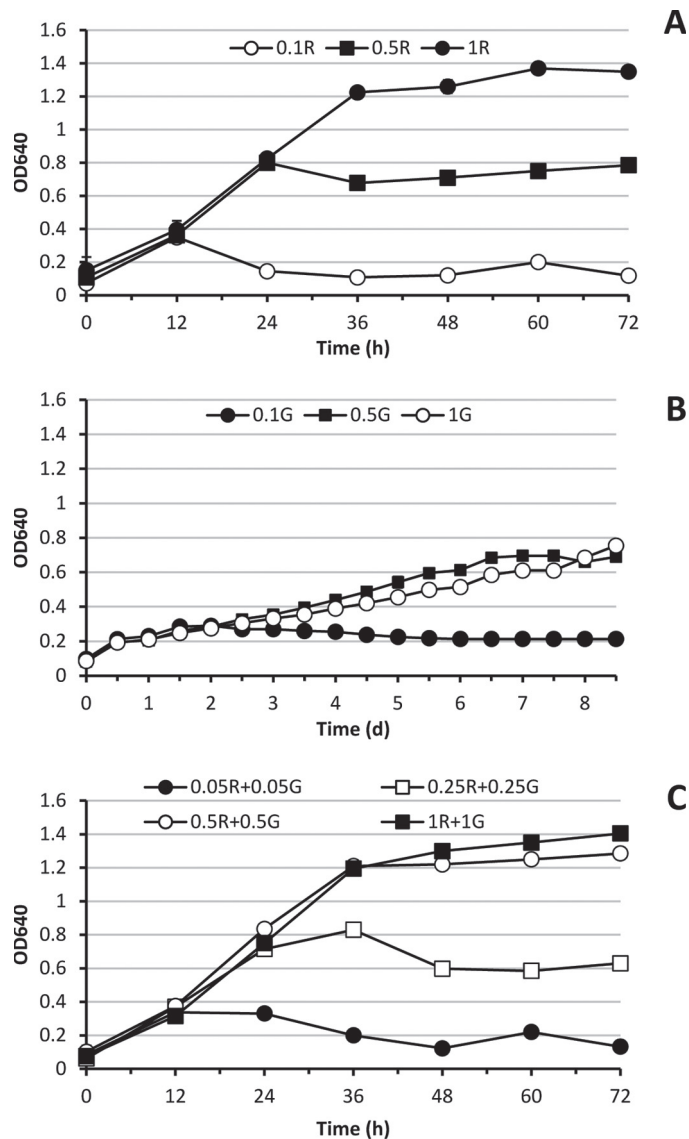 A
1.6
0.1R 0.5R 1R
1.4
1.2
1
0.8
0.6
0.4
0.2
0
OD640
0 12 24 36 48 60 72
Time (h)
B
1.6
0.1G 0.5G 1G
1.4
1.2
1
0.8
0.6
0.4
0.2
0
OD640
0 1 2 3 4 5 6 7 8
Time (d)
C
0.05R+0.05G 0.25R+0.25G
1.6
0.5R+0.5G 1R+1G
1.4
1.2
1
0.8
0.6
0.4
0.2
0
OD640
0 12 24 36 48 60 72
Time (h)